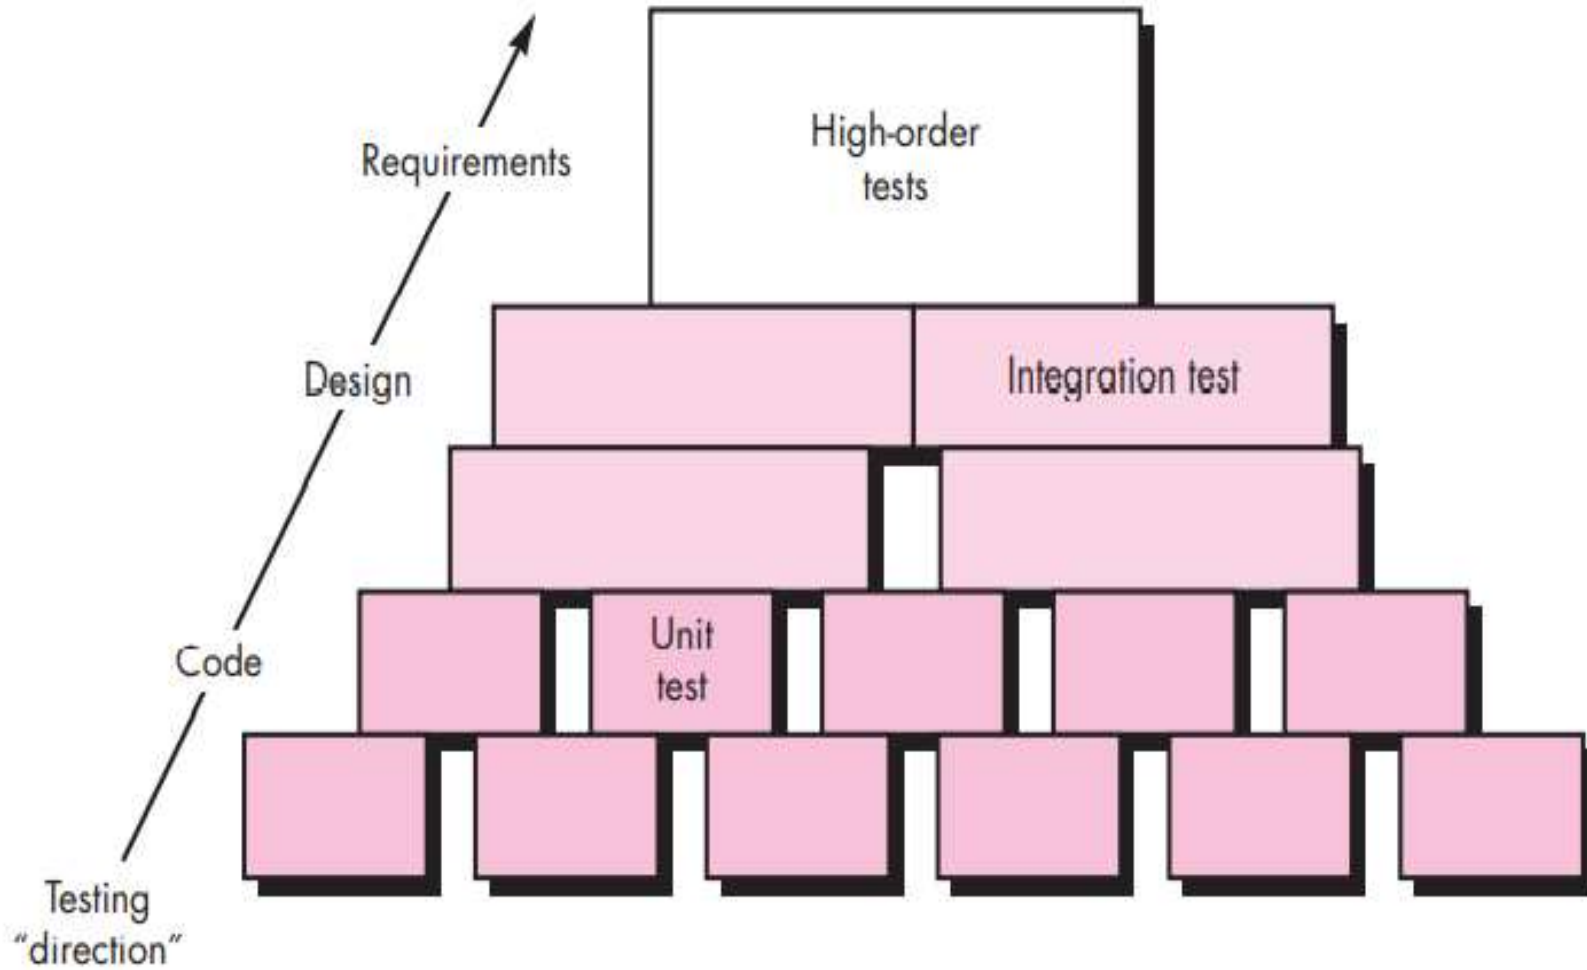 High-order
tests
Requirements
Integration test
Design
Unit
test
Code
Testing
“direction”